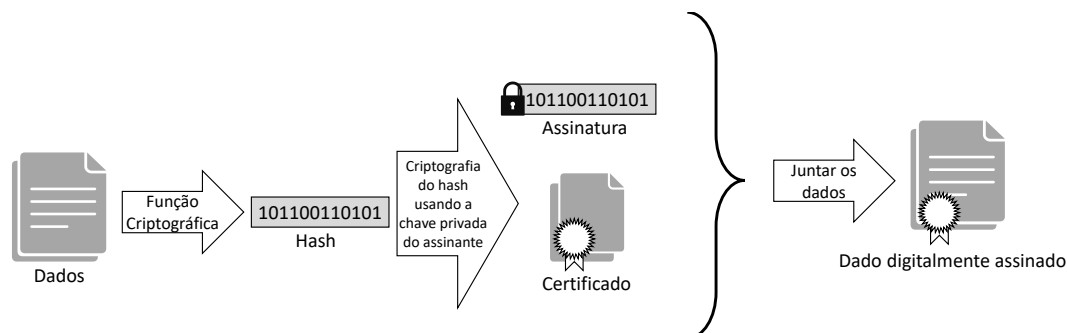 Dados
Função
Criptográfica
101100110101
Hash
Criptografia
do hash
usando a
chave privada
do assinante
101100110101
Assinatura
Certificado
Juntar os
dados
Dado digitalmente assinado